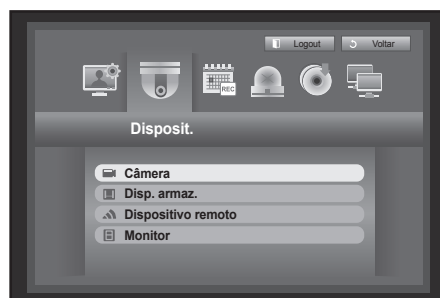 Logout Voltar
REC
Disposit.
Câmera
Disp. armaz.
Dispositivo remoto
Monitor